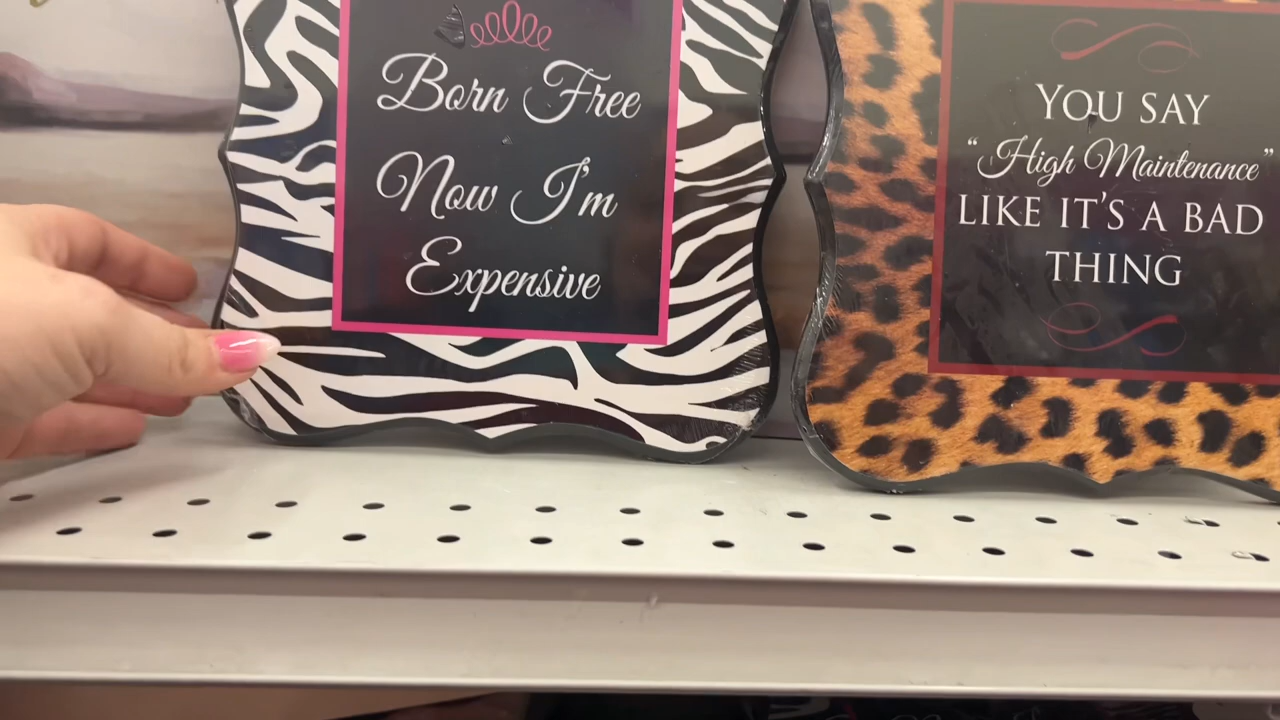 Born Free
Now I'm
Expensive
YOU SAY
"High Maintenance"
LIKE IT'S A BAD
THING